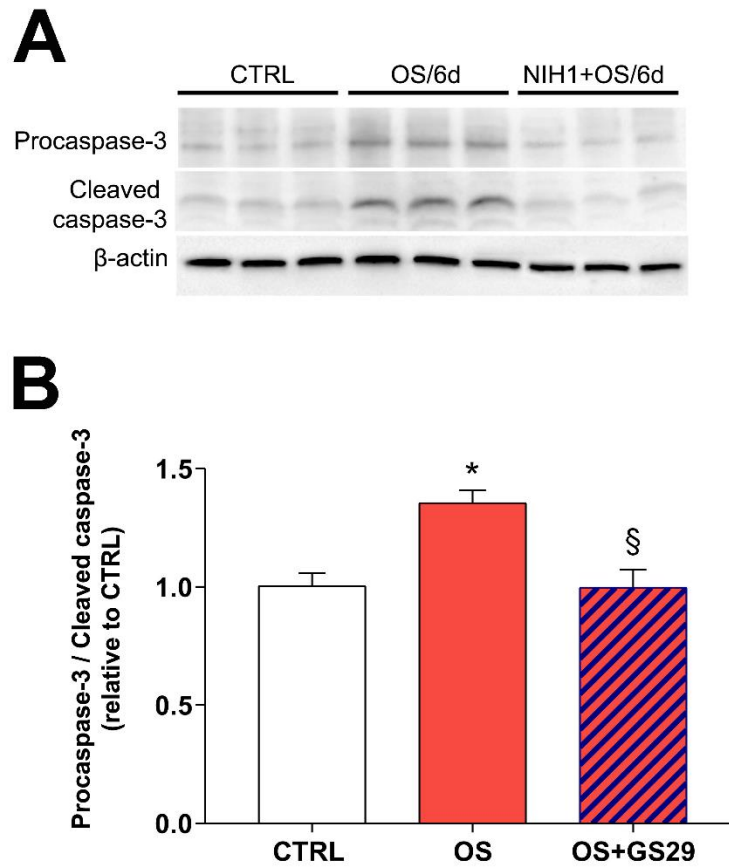 A
CTRL OS/6d NIH1+OS/6d
Procaspase-3
Cleaved
caspase-3
β-actin
B
Procaspase-3 / Cleaved caspase-3
(relative to CTRL)
1.5
1.0
0.5
0.0
*
§
CTRL OS OS+GS29